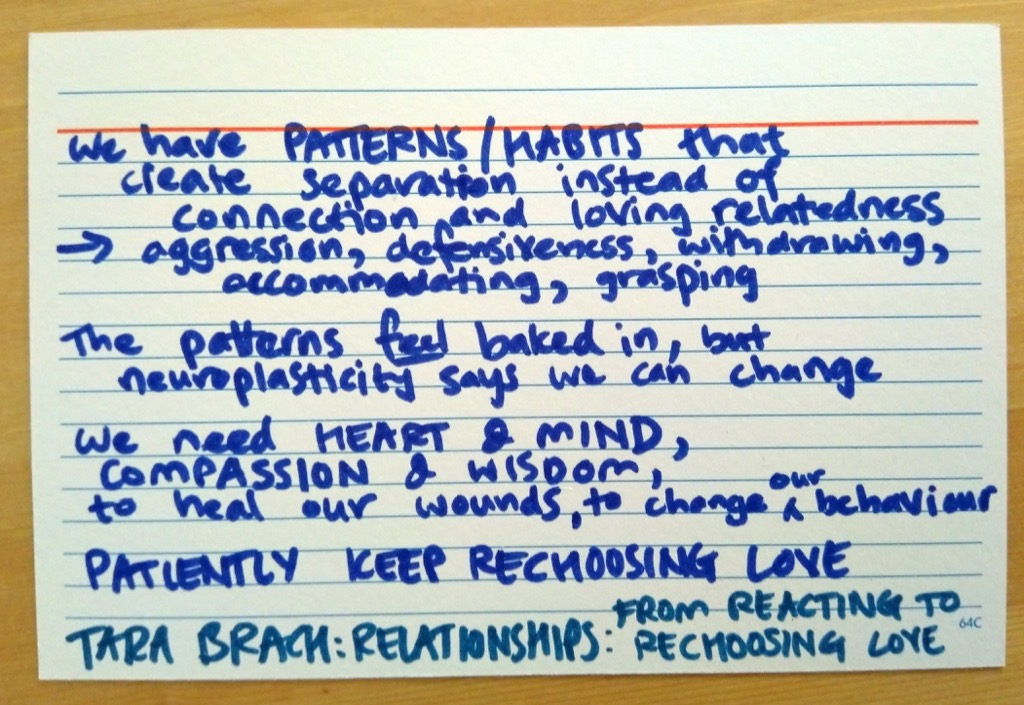 We have PATTERNS/HABITS that
create separation instead of
connection and loving relatedness
→ aggression, defensiveness, withdrawing,
accommodating, grasping
The patterns feel baked in, but
neuroplasticity says we can change
We need HEART & MIND,
COMPASSION & WISDOM,
to heal our wounds, to change our behaviour
PATIENTLY KEEP RECHOOSING LOVE
TARA BRACH: RELATIONSHIPS: FROM REACTING TO
RECHOOSING LOVE
64C